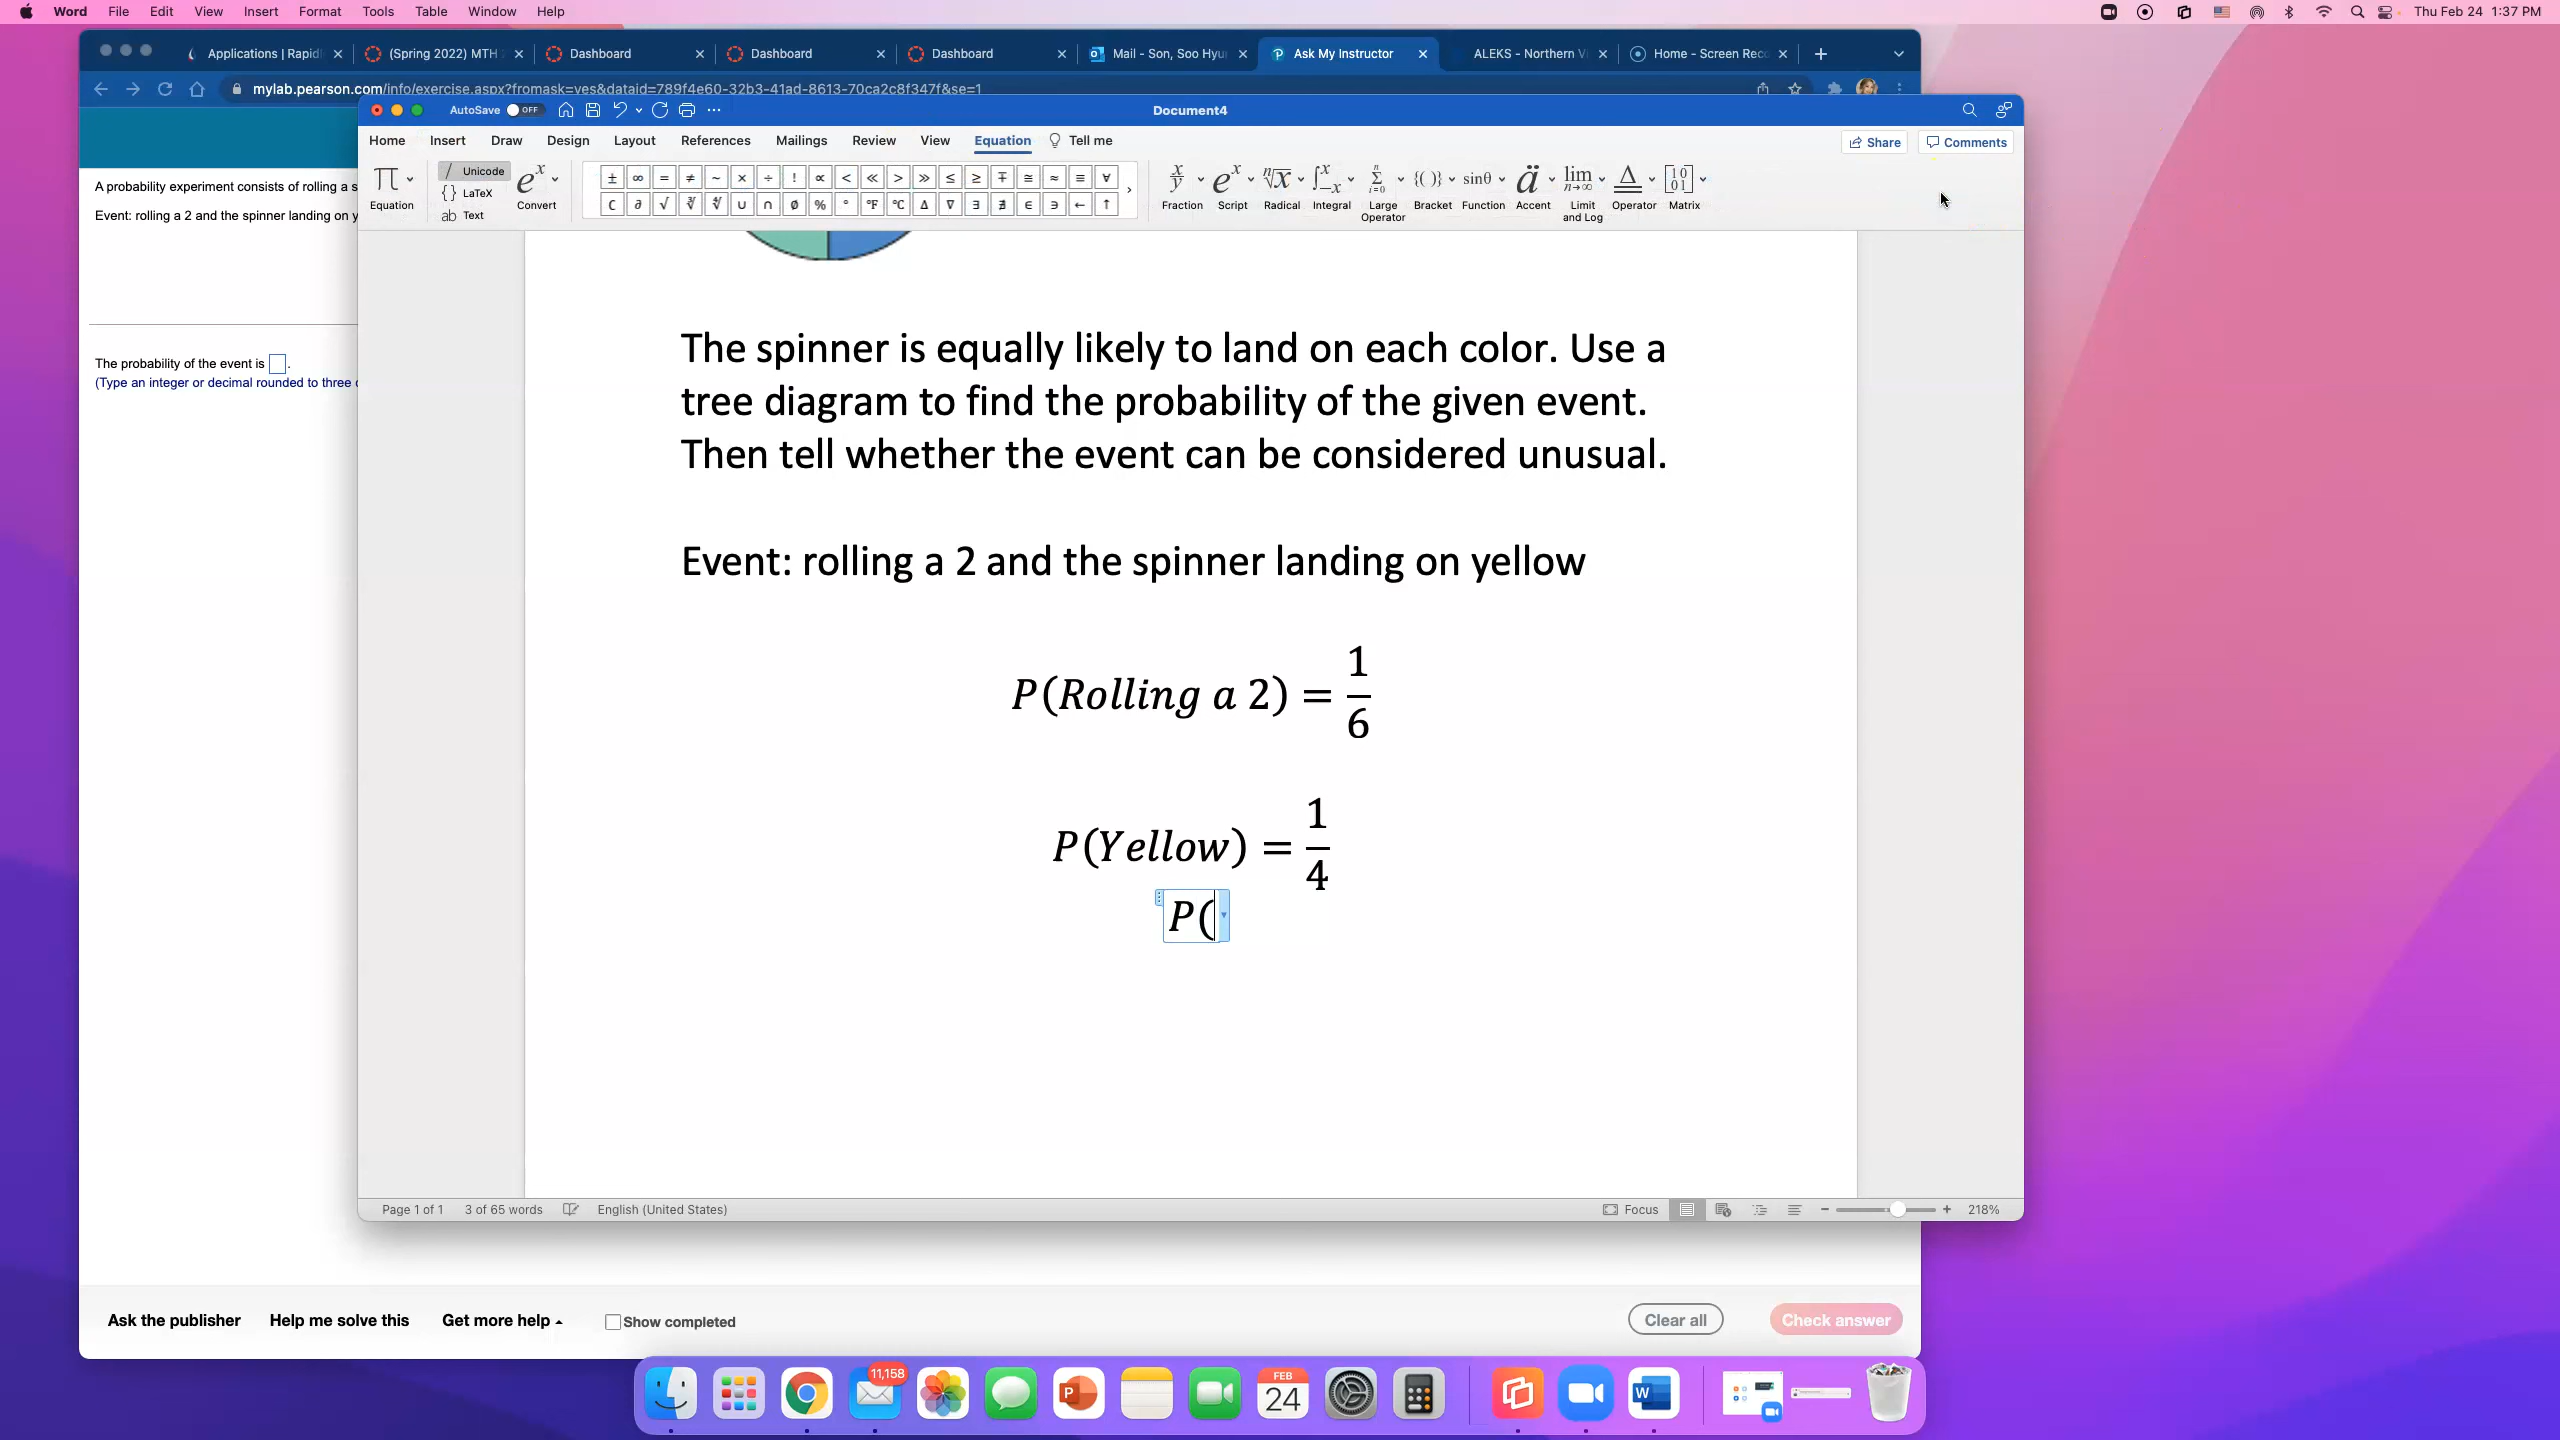 Word File Edit View Insert Format Tools Table Window Help Thu Feb 24 1:37 PM
Applications | Rapid (Spring 2022) MTH Dashboard Dashboard Dashboard Mail - Son, Soo Hyu Ask My Instructor ALEKS - Northern Vi Home - Screen Reco
mylab.pearson.com/info/exercise.aspx?fromask=yes&dataid=789f4e60-32b3-41ad-8613-70ca2c8f347f&se=1
AutoSave OFF Document4
Home Insert Draw Design Layout References Mailings Review View Equation Tell me Share Comments
Unicode
LaTeX
ab Text
Equation Convert
± ∞ = ≠ ~ × ÷ ! ∝ < ≪ > ≫ ≤ ≥ ∓ ≅ ≈ ≡ ∀
∁ ∂ √ ∛ ∜ ∪ ∩ ∅ % ° °F °C ∆ ∇ ∃ ∄ ∈ ∋ ← ↑
Fraction Script Radical Integral Large Operator Bracket Function Accent Limit and Log Operator Matrix
A probability experiment consists of rolling a s
Event: rolling a 2 and the spinner landing on y
The probability of the event is .
(Type an integer or decimal rounded to three
The spinner is equally likely to land on each color. Use a
tree diagram to find the probability of the given event.
Then tell whether the event can be considered unusual.
Event: rolling a 2 and the spinner landing on yellow
P(Rolling a 2) = 1/6
P(Yellow) = 1/4
P(
Page 1 of 1 3 of 65 words English (United States) Focus 218%
Ask the publisher Help me solve this Get more help Show completed Clear all Check answer
11,158
FEB
24